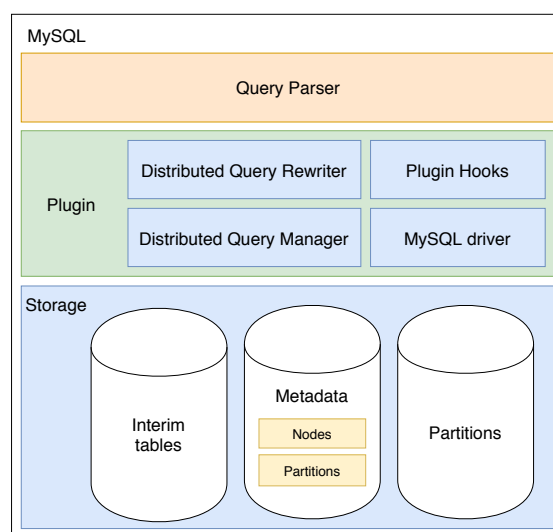 MySQL
Query Parser
Plugin
Distributed Query Rewriter
Plugin Hooks
Distributed Query Manager
MySQL driver
Storage
Interim
tables
Metadata
Nodes
Partitions
Partitions